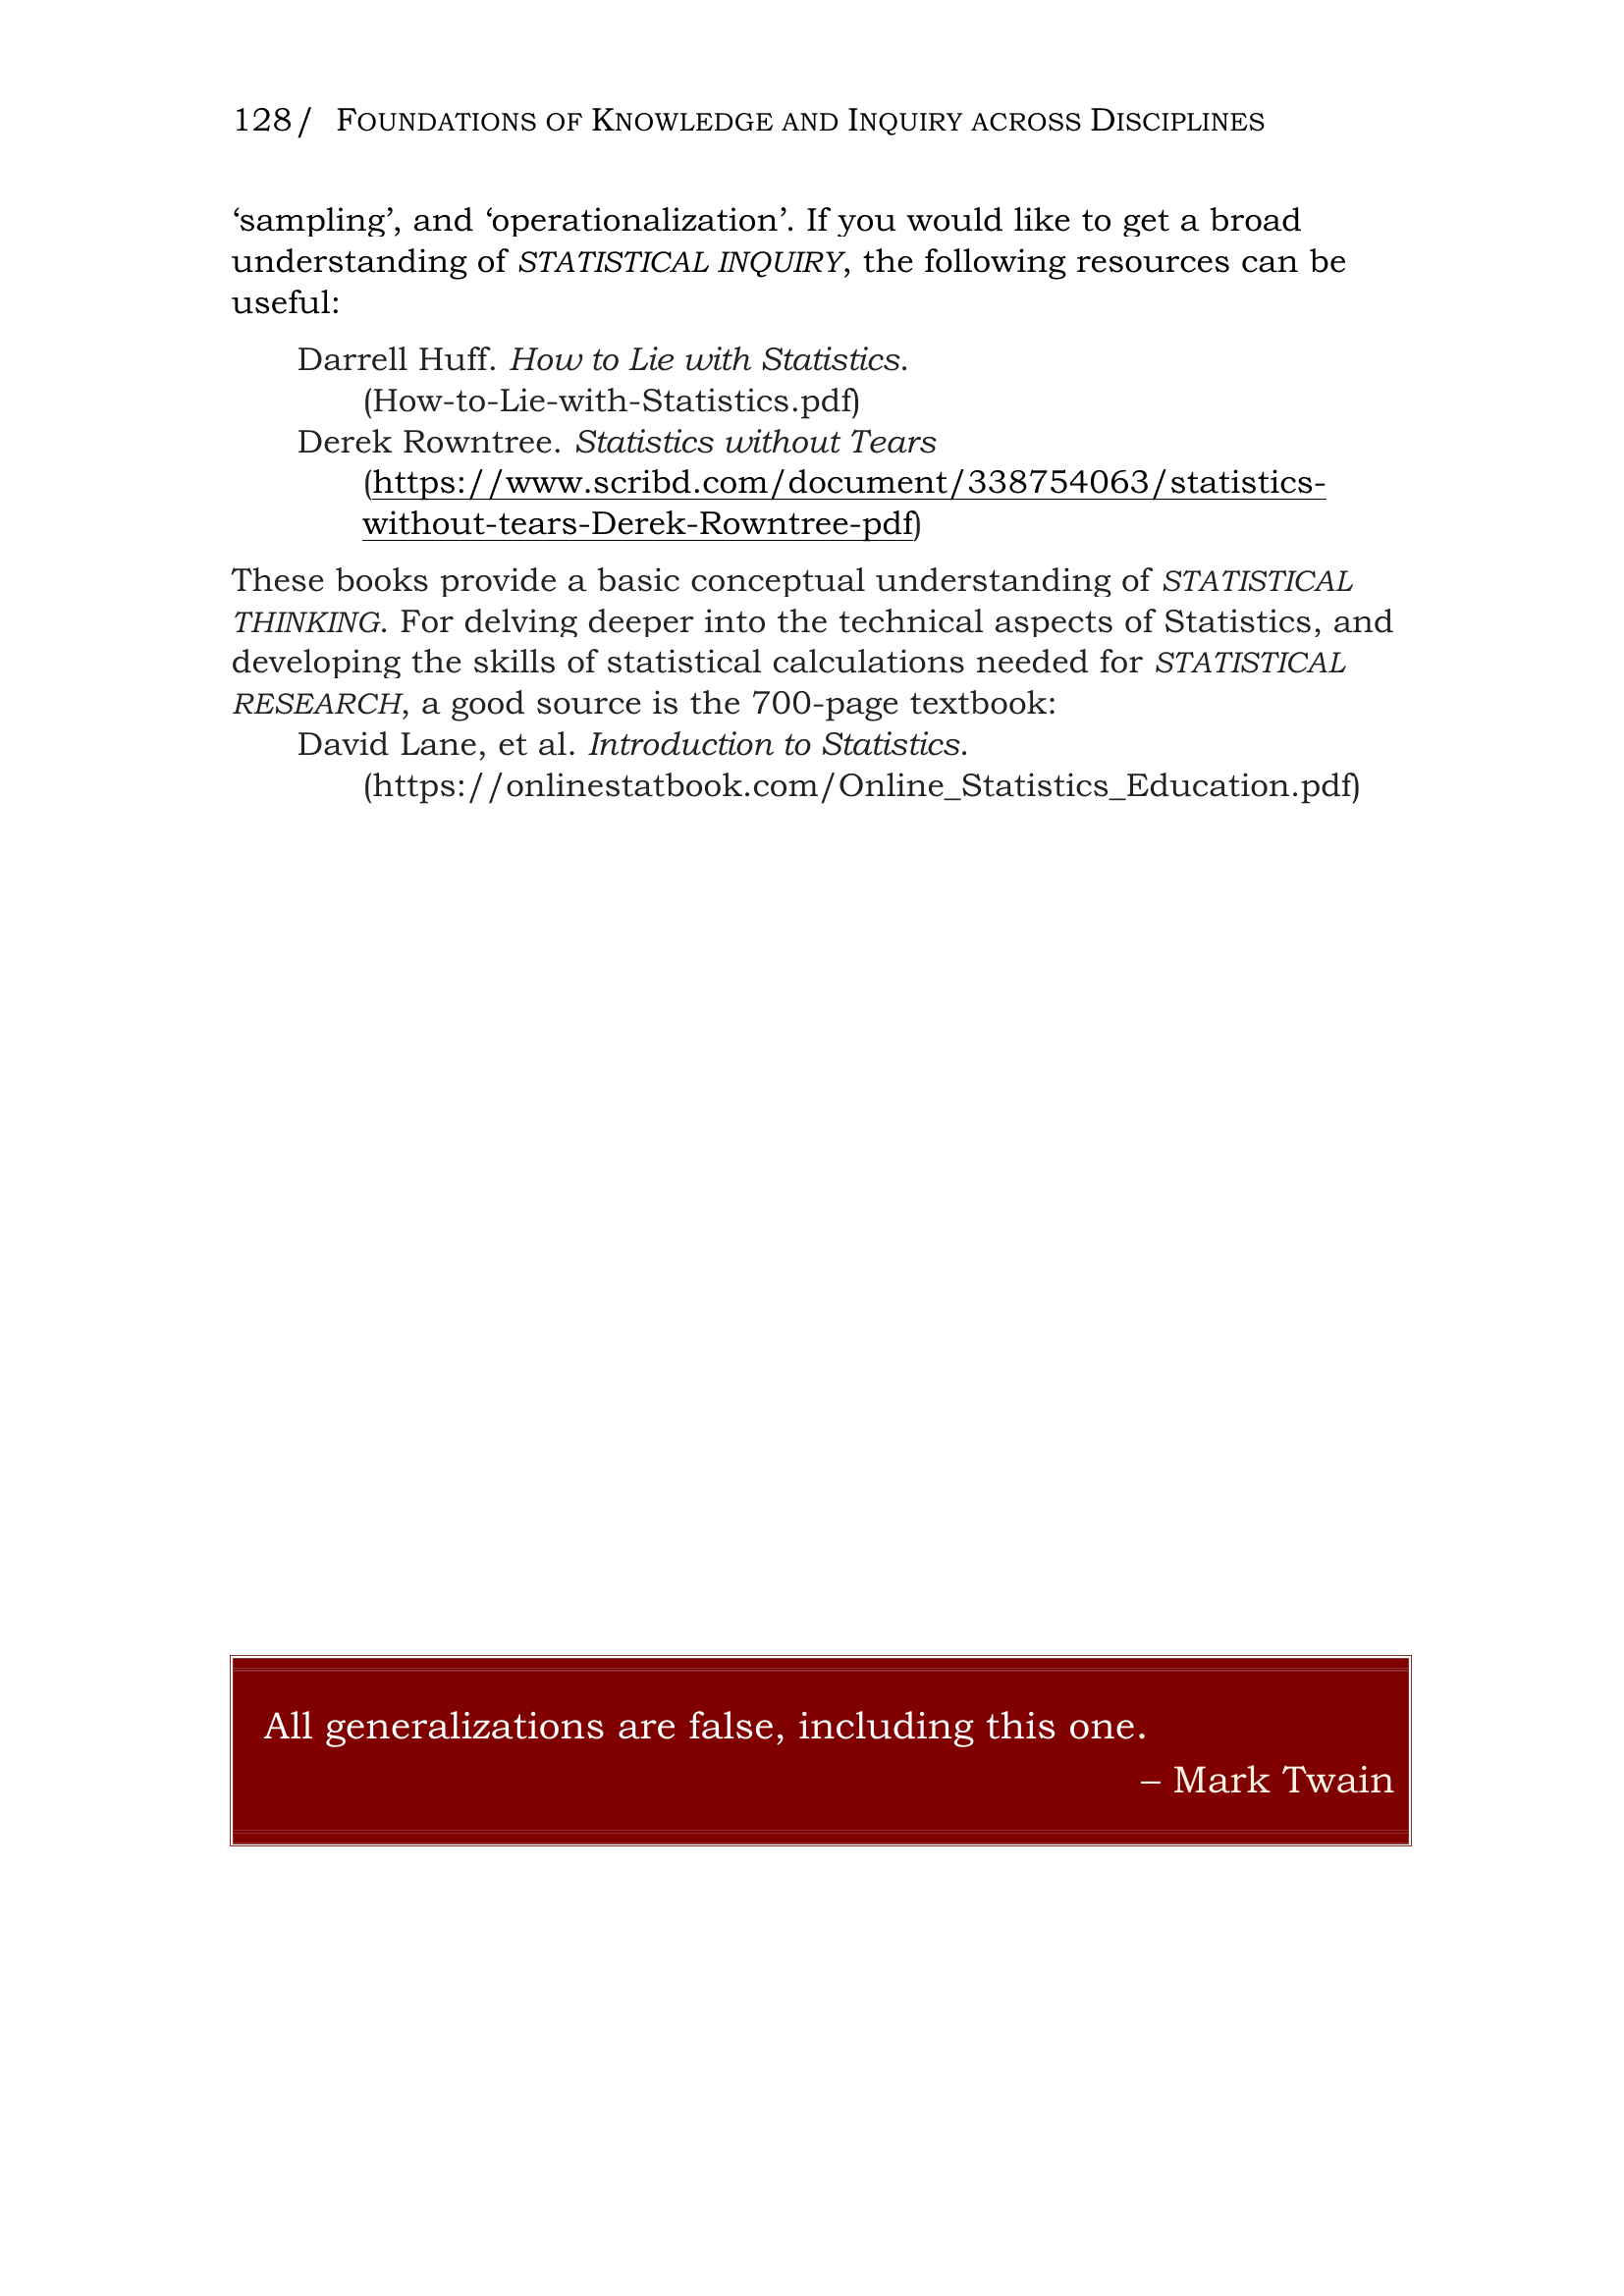 128/ FOUNDATIONS OF KNOWLEDGE AND INQUIRY ACROSS DISCIPLINES
‘sampling’, and ‘operationalization’. If you would like to get a broad
understanding of STATISTICAL INQUIRY, the following resources can be
useful:
Darrell Huff. How to Lie with Statistics.
(How-to-Lie-with-Statistics.pdf)
Derek Rowntree. Statistics without Tears
(https://www.scribd.com/document/338754063/statistics-
without-tears-Derek-Rowntree-pdf)
These books provide a basic conceptual understanding of STATISTICAL
THINKING. For delving deeper into the technical aspects of Statistics, and
developing the skills of statistical calculations needed for STATISTICAL
RESEARCH, a good source is the 700-page textbook:
David Lane, et al. Introduction to Statistics.
(https://onlinestatbook.com/Online_Statistics_Education.pdf)
All generalizations are false, including this one.
– Mark Twain